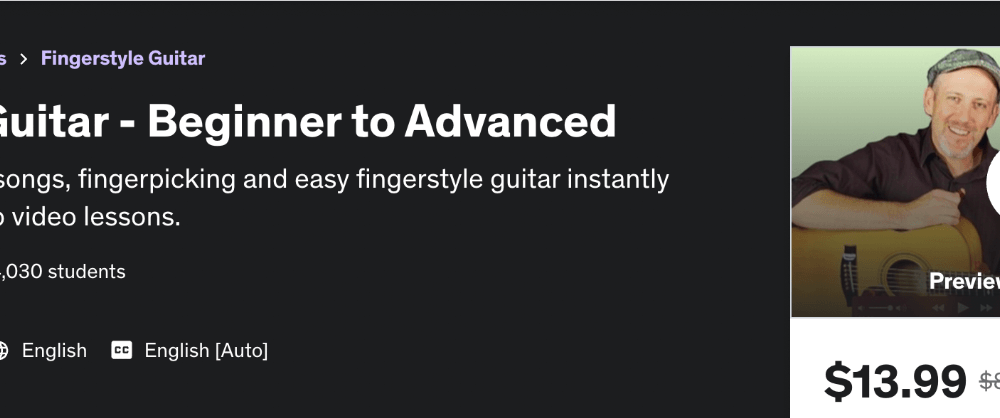 s > Fingerstyle Guitar
Guitar - Beginner to Advanced
songs, fingerpicking and easy fingerstyle guitar instantly
video lessons.
,030 students
English CC English [Auto]
Preview
$13.99